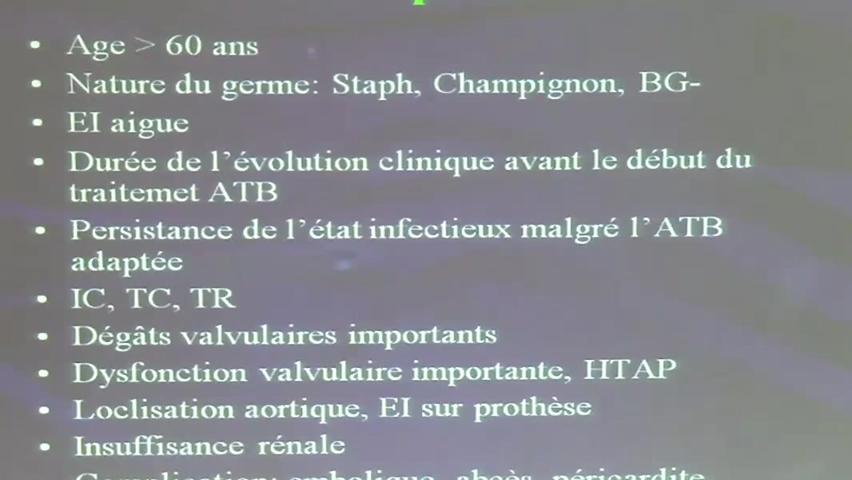 • Age > 60 ans
• Nature du germe: Staph, Champignon, BG-
• EI aigue
• Durée de l'évolution clinique avant le début du
traitemet ATB
• Persistance de l'état infectieux malgré l'ATB
adaptée
• IC, TC, TR
• Dégâts valvulaires importants
• Dysfonction valvulaire importante, HTAP
• Loclisation aortique, EI sur prothèse
• Insuffisance rénale
• Complication: embolique, abcès, péricardite